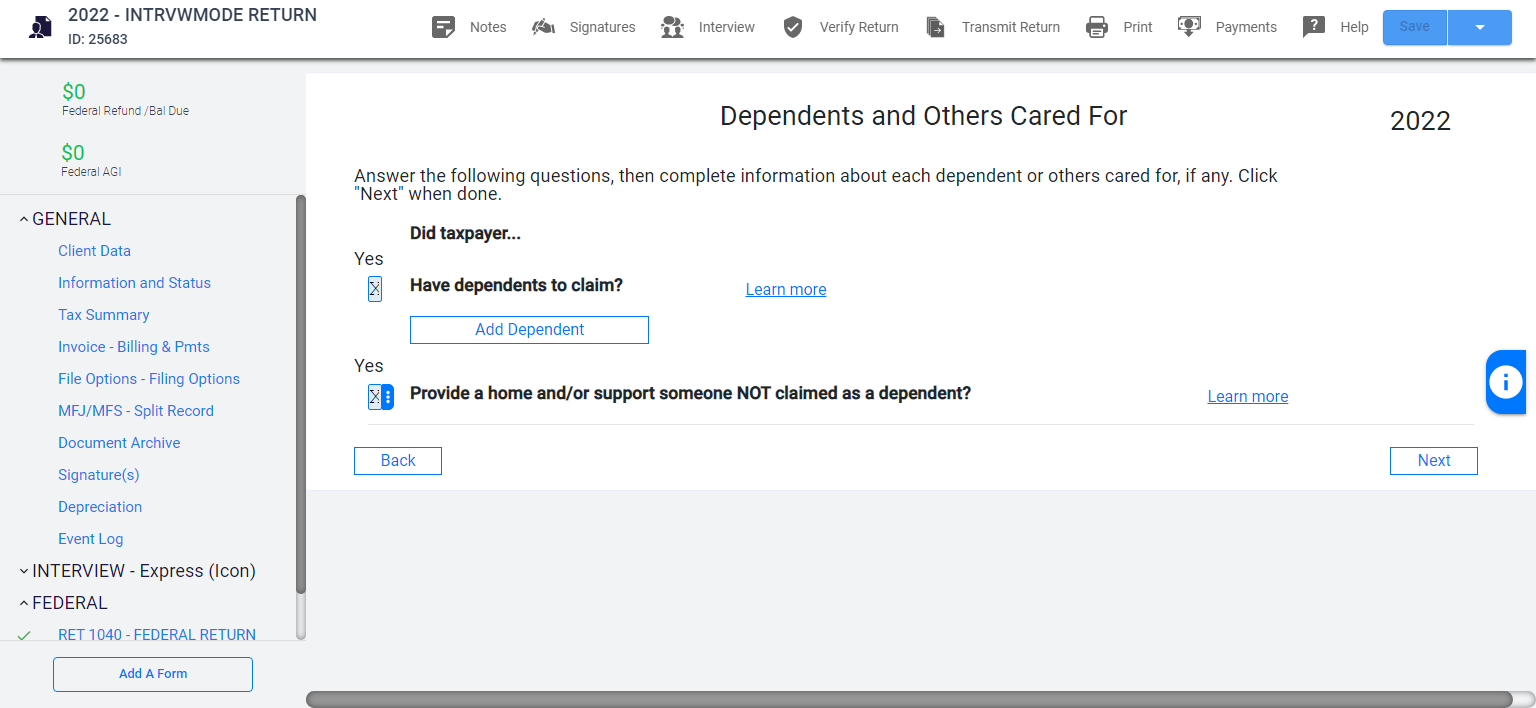 2022 - INTRVWMODE RETURN
ID: 25683
Notes
Signatures
Interview
Verify Return
Transmit Return
Print
Payments
? Help
Save
$0
Federal Refund /Bal Due
$0
Federal AGI
GENERAL
Client Data
Information and Status
Tax Summary
Invoice - Billing & Pmts
File Options - Filing Options
MFJ/MFS - Split Record
Document Archive
Signature(s)
Depreciation
Event Log
INTERVIEW - Express (Icon)
FEDERAL
RET 1040 - FEDERAL RETURN
Add A Form
Dependents and Others Cared For
2022
Answer the following questions, then complete information about each dependent or others cared for, if any. Click
"Next" when done.
Did taxpayer...
Yes
X Have dependents to claim? Learn more
Add Dependent
Yes
X Provide a home and/or support someone NOT claimed as a dependent? Learn more
Back
Next
i